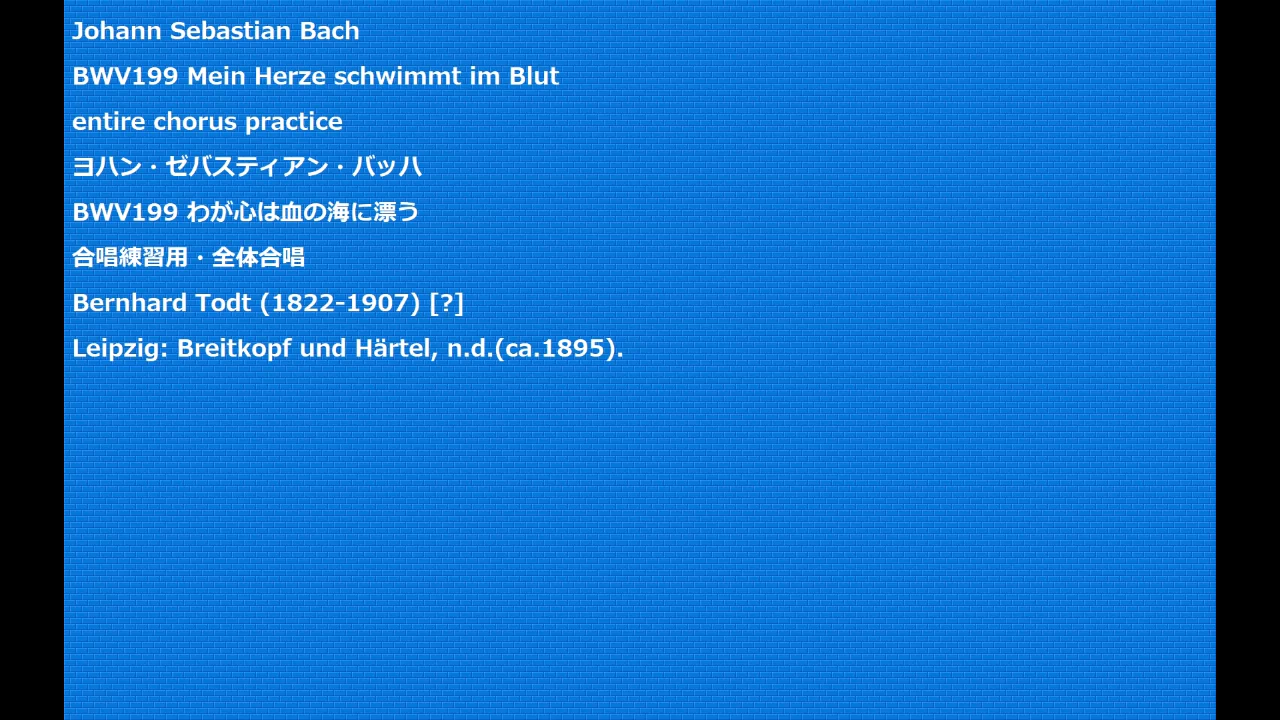 Johann Sebastian Bach
BWV199 Mein Herze schwimmt im Blut
entire chorus practice
ヨハン・ゼバスティアン・バッハ
BWV199 わが心は血の海に漂う
合唱練習用・全体合唱
Bernhard Todt (1822-1907) [?]
Leipzig: Breitkopf und Härtel, n.d.(ca.1895).